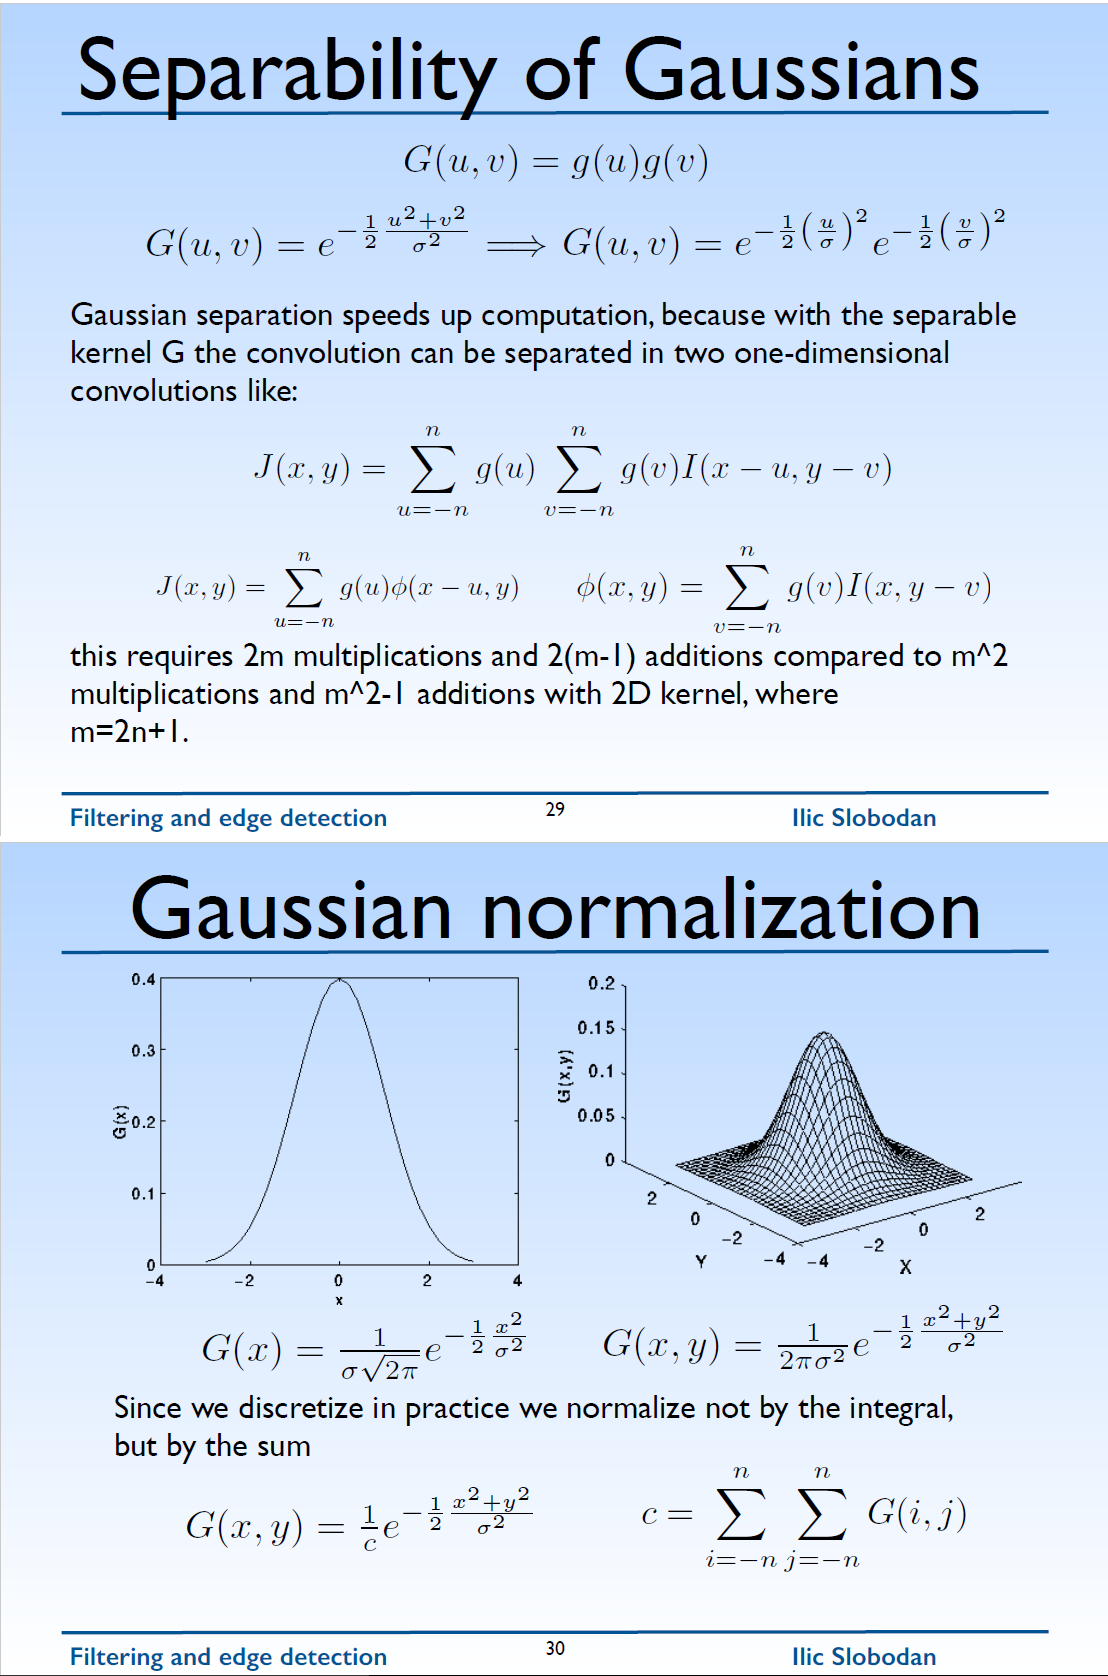 Separability of Gaussians
G(u, v) = g(u)g(v)
G(u, v) = e^{-\frac{1}{2}\frac{u^2+v^2}{\sigma^2}} ⟹ G(u, v) = e^{-\frac{1}{2}\left(\frac{u}{\sigma}\right)^2} e^{-\frac{1}{2}\left(\frac{v}{\sigma}\right)^2}
Gaussian separation speeds up computation, because with the separable
kernel G the convolution can be separated in two one-dimensional
convolutions like:
J(x, y) = \sum_{u=-n}^{n} g(u) \sum_{v=-n}^{n} g(v)I(x − u, y − v)
J(x, y) = \sum_{u=-n}^{n} g(u)ϕ(x − u, y)    ϕ(x, y) = \sum_{v=-n}^{n} g(v)I(x, y − v)
this requires 2m multiplications and 2(m-1) additions compared to m^2
multiplications and m^2-1 additions with 2D kernel, where
m=2n+1.
Filtering and edge detection 29 Ilic Slobodan
Gaussian normalization
0.4
0.3
0.2
0.1
0
G(x)
-4 -2 0 2 4
x
0.2
0.15
0.1
0.05
0
G(x,y)
2 0 -2 -4
Y
-4 -2 0 2
X
G(x) = \frac{1}{\sigma\sqrt{2\pi}} e^{-\frac{1}{2}\frac{x^2}{\sigma^2}}    G(x, y) = \frac{1}{2\pi\sigma^2} e^{-\frac{1}{2}\frac{x^2+y^2}{\sigma^2}}
Since we discretize in practice we normalize not by the integral,
but by the sum
G(x, y) = \frac{1}{c} e^{-\frac{1}{2}\frac{x^2+y^2}{\sigma^2}}    c = \sum_{i=-n}^{n} \sum_{j=-n}^{n} G(i, j)
Filtering and edge detection 30 Ilic Slobodan